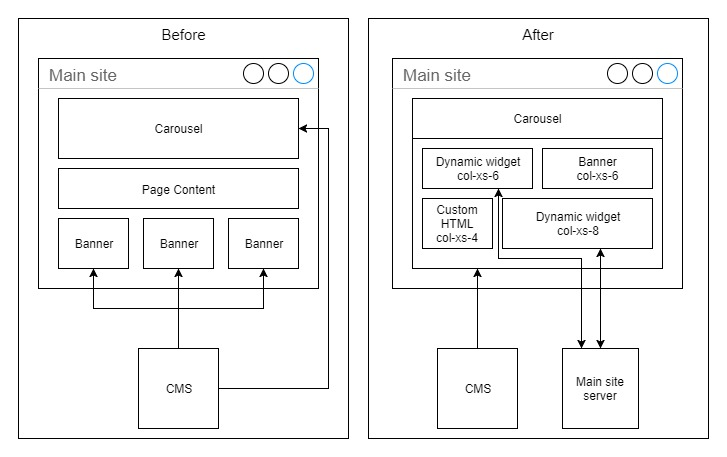 Before
Main site
Carousel
Page Content
Banner
Banner
Banner
CMS
After
Main site
Carousel
Dynamic widget
col-xs-6
Banner
col-xs-6
Custom
HTML
col-xs-4
Dynamic widget
col-xs-8
CMS
Main site
server